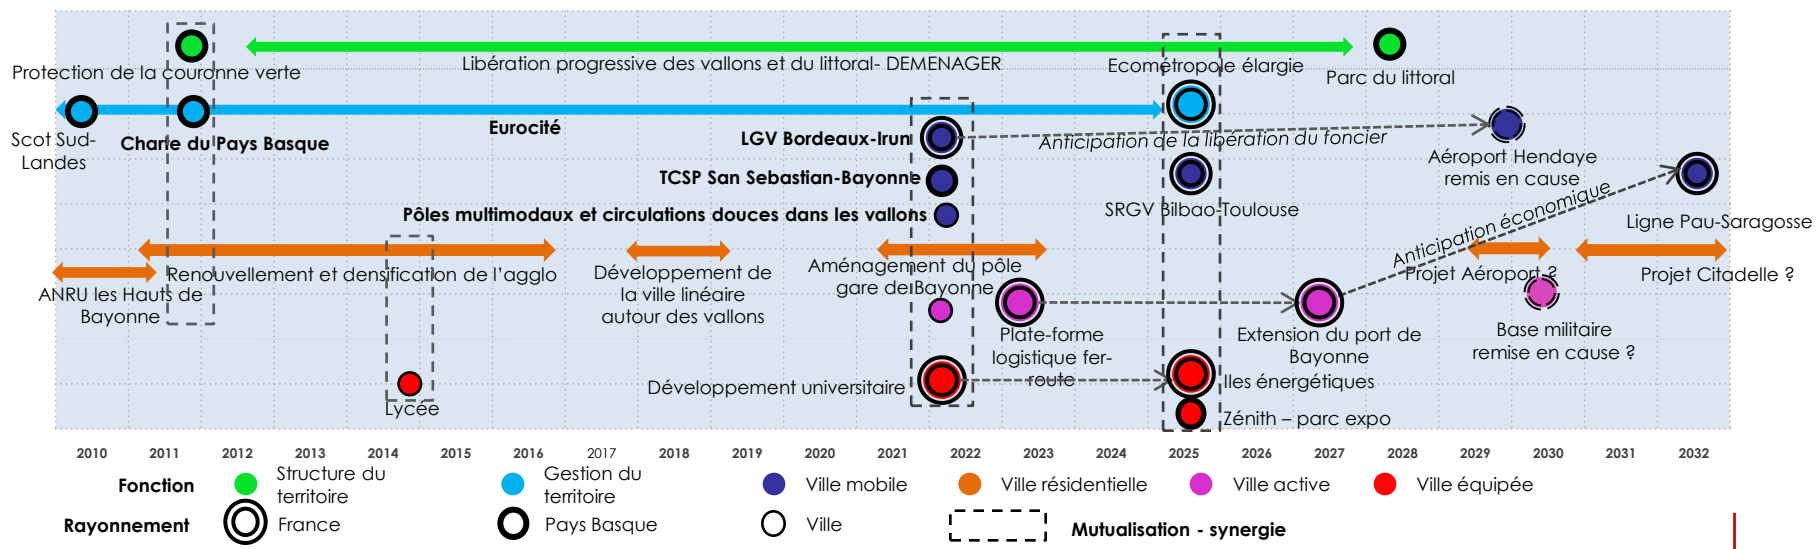 Protection de la couronne verte
Libération progressive des vallons et du littoral- DEMENAGER
Ecométropole élargie
Parc du littoral
Scot Sud-
Landes
Charte du Pays Basque
Eurocité
LGV Bordeaux-Irun
Anticipation de la libération du foncier
Aéroport Hendaye
remis en cause
TCSP San Sebastian-Bayonne
SRGV Bilbao-Toulouse
Pôles multimodaux et circulations douces dans les vallons
Anticipation économique
Ligne Pau-Saragosse
ANRU les Hauts de
Bayonne
Renouvellement et densification de l'agglo
Développement de
la ville linéaire
autour des vallons
Aménagement du pôle
gare de Bayonne
Projet Aéroport ?
Projet Citadelle ?
Plate-forme
logistique fer-
route
Extension du port de
Bayonne
Base militaire
remise en cause ?
Développement universitaire
Iles énergétiques
Lycée
Zénith – parc expo
2010 2011 2012 2013 2014 2015 2016 2017 2018 2019 2020 2021 2022 2023 2024 2025 2026 2027 2028 2029 2030 2031 2032
Fonction
Structure du
territoire
Gestion du
territoire
Ville mobile
Ville résidentielle
Ville active
Ville équipée
Rayonnement
France
Pays Basque
Ville
Mutualisation - synergie